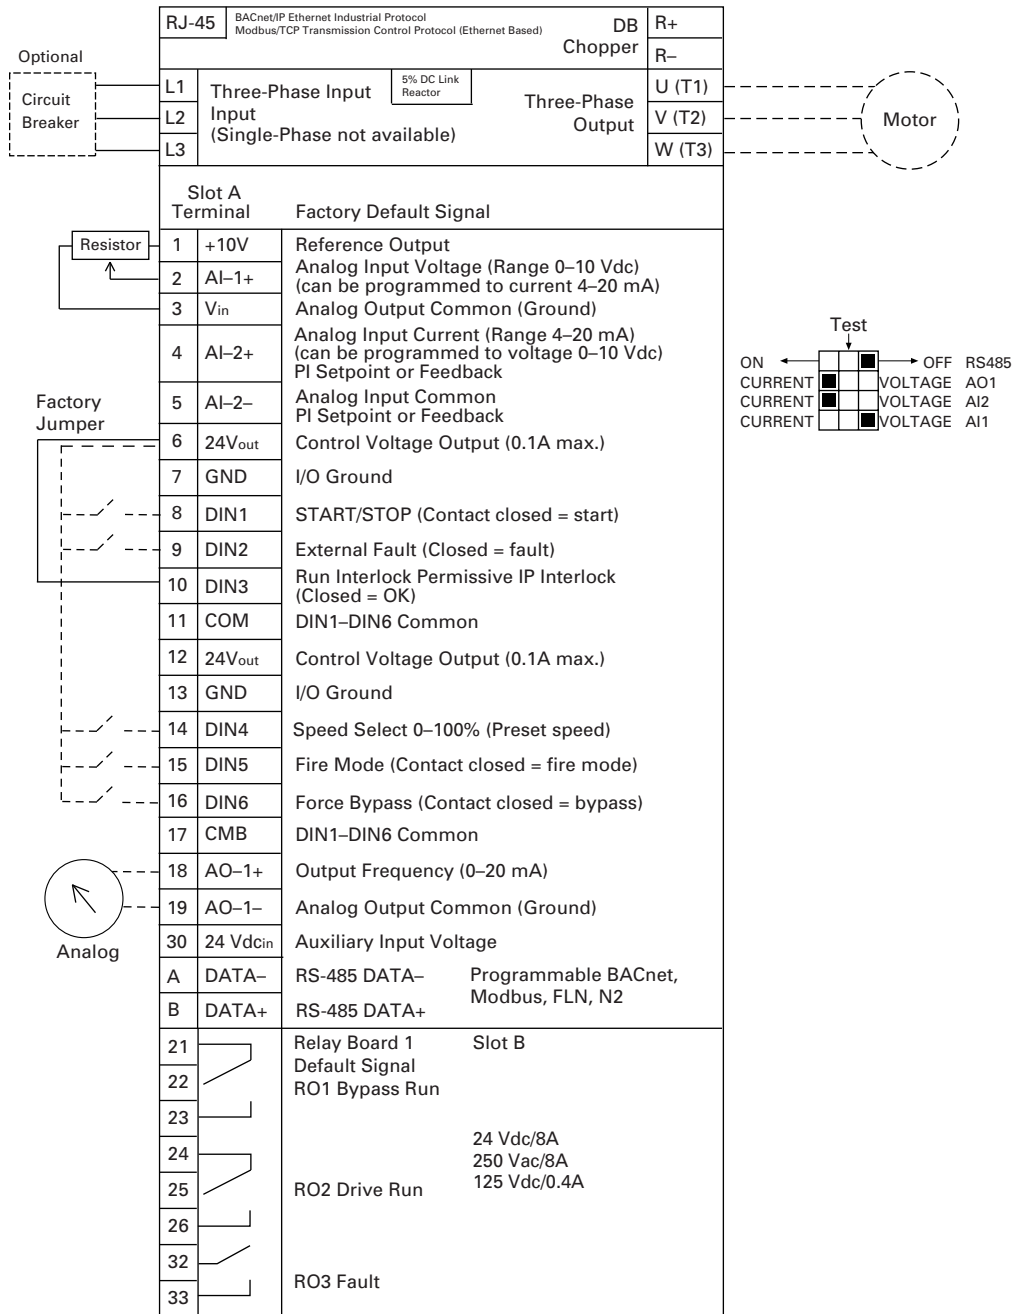 RJ-45 BACnet/IP Ethernet Industrial Protocol
Modbus/TCP Transmission Control Protocol (Ethernet Based)
DB
Chopper
R+
R–
Optional
Circuit
Breaker
L1
L2
L3
Three-Phase Input
Input
(Single-Phase not available)
5% DC Link
Reactor
Three-Phase
Output
U (T1)
V (T2)
W (T3)
Motor
Slot A
Terminal Factory Default Signal
Resistor
1 +10V Reference Output
2 AI–1+ Analog Input Voltage (Range 0–10 Vdc)
(can be programmed to current 4–20 mA)
3 Vin Analog Output Common (Ground)
4 AI–2+ Analog Input Current (Range 4–20 mA)
(can be programmed to voltage 0–10 Vdc)
PI Setpoint or Feedback
5 AI–2– Analog Input Common
PI Setpoint or Feedback
Factory
Jumper
6 24Vout Control Voltage Output (0.1A max.)
7 GND I/O Ground
8 DIN1 START/STOP (Contact closed = start)
9 DIN2 External Fault (Closed = fault)
10 DIN3 Run Interlock Permissive IP Interlock
(Closed = OK)
11 COM DIN1–DIN6 Common
12 24Vout Control Voltage Output (0.1A max.)
13 GND I/O Ground
14 DIN4 Speed Select 0–100% (Preset speed)
15 DIN5 Fire Mode (Contact closed = fire mode)
16 DIN6 Force Bypass (Contact closed = bypass)
17 CMB DIN1–DIN6 Common
18 AO–1+ Output Frequency (0–20 mA)
19 AO–1– Analog Output Common (Ground)
Analog
30 24 Vdcin Auxiliary Input Voltage
A DATA– RS-485 DATA–
B DATA+ RS-485 DATA+
Programmable BACnet,
Modbus, FLN, N2
21
22
23
24
25
26
32
33
Relay Board 1 Slot B
Default Signal
RO1 Bypass Run
24 Vdc/8A
250 Vac/8A
125 Vdc/0.4A
RO2 Drive Run
RO3 Fault
Test
ON OFF RS485
CURRENT VOLTAGE AO1
CURRENT VOLTAGE AI2
CURRENT VOLTAGE AI1